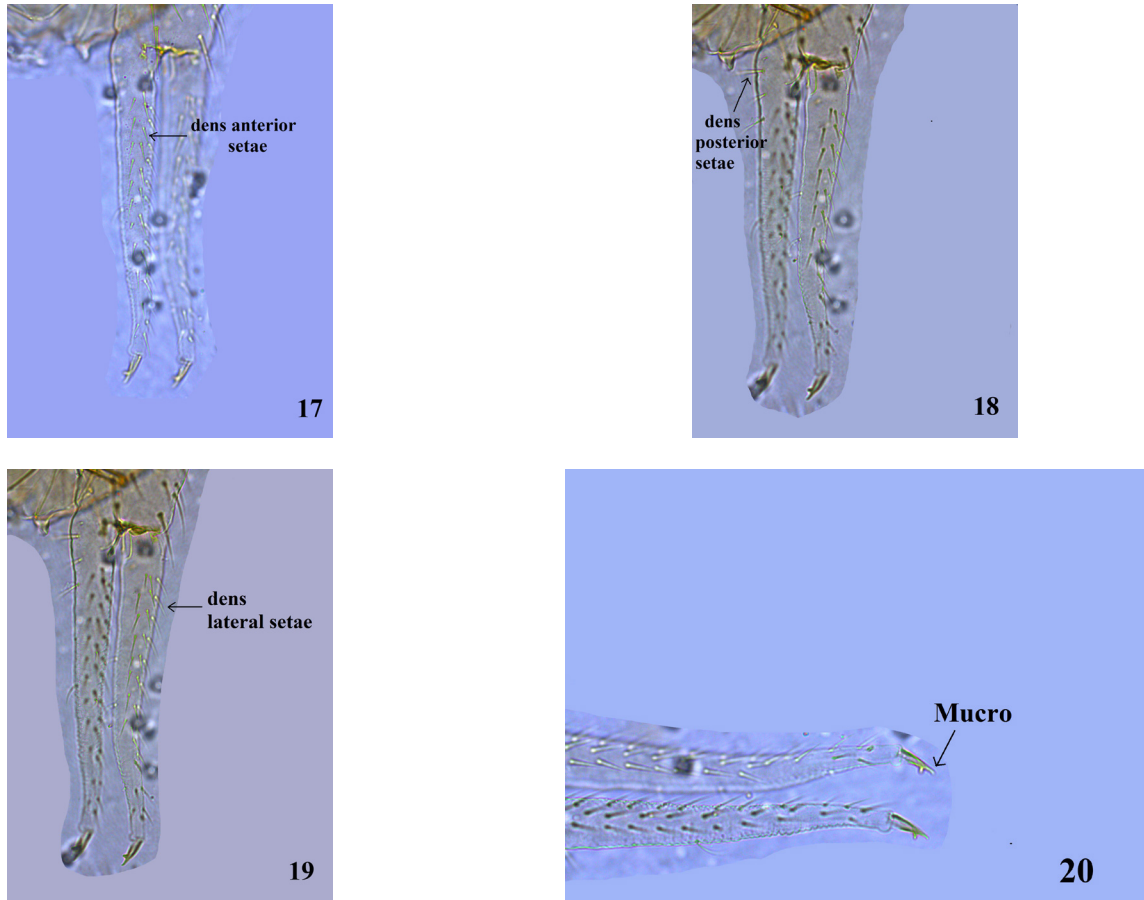 dens anterior
setae
17
dens
posterior
setae
18
dens
lateral setae
19
Mucro
20